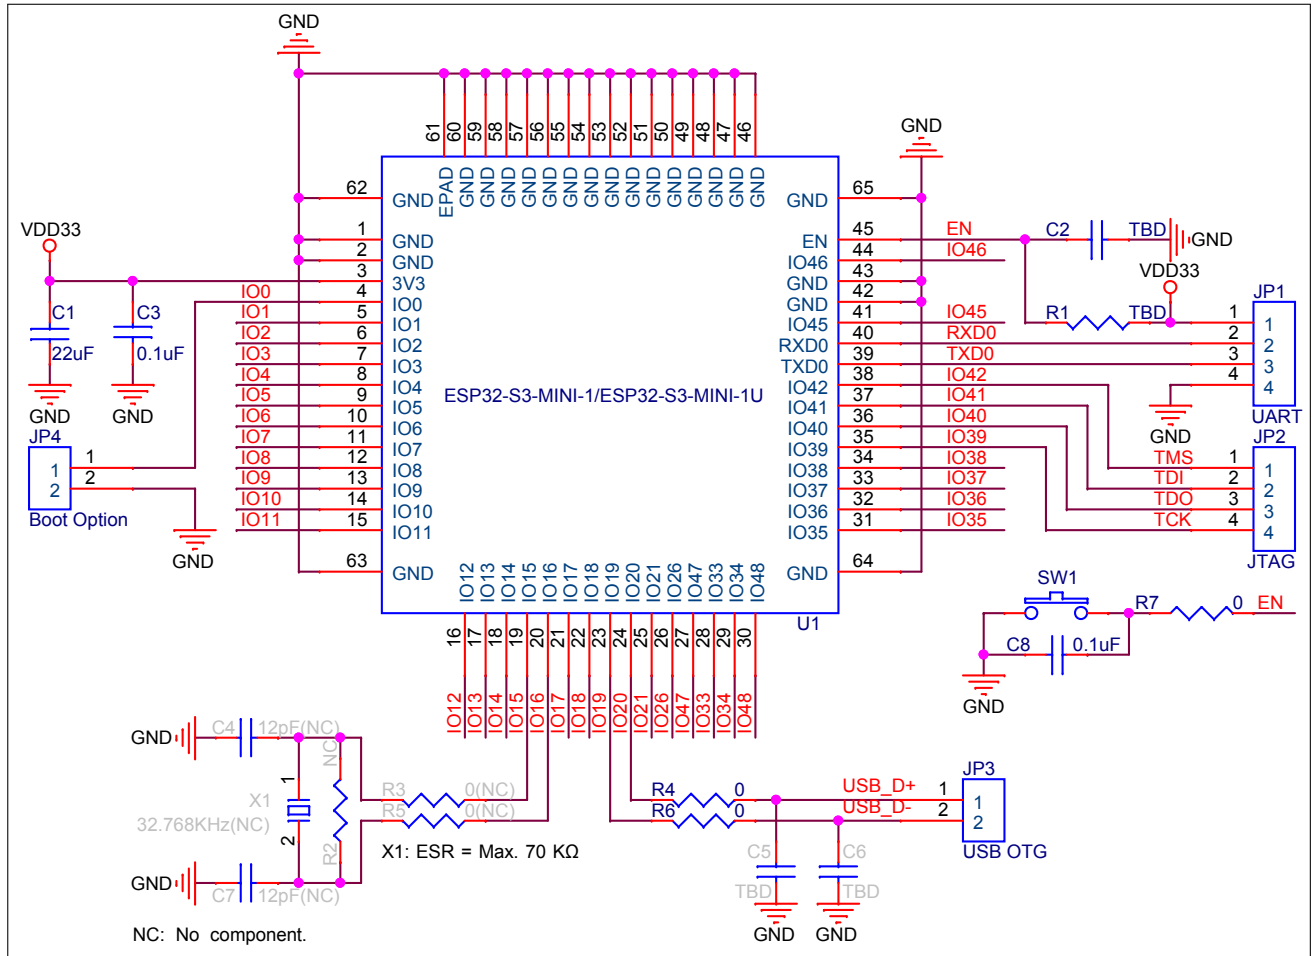 GND
61 60 59 58 57 56 55 54 53 52 51 50 49 48 47 46
EPAD GND GND GND GND GND GND GND GND GND GND GND GND GND GND GND
GND
62 GND
GND 65
1 GND
EN 45 EN
C2 TBD GND
2 GND
IO46 44 IO46
VDD33
3 3V3
GND 43
VDD33
IO0 4 IO0
GND 42
IO1 5 IO1
IO45 41 IO45
R1 TBD
IO2 6 IO2
RXD0 40 RXD0
IO3 7 IO3
TXD0 39 TXD0
IO4 8 IO4
IO42 38 IO42
IO5 9 IO5
IO41 37 IO41
IO6 10 IO6
IO40 36 IO40
IO7 11 IO7
IO39 35 IO39
IO8 12 IO8
IO38 34 IO38
IO9 13 IO9
IO37 33 IO37
IO10 14 IO10
IO36 32 IO36
IO11 15 IO11
IO35 31 IO35
63 GND
GND 64
ESP32-S3-MINI-1/ESP32-S3-MINI-1U
U1
C1
22uF
GND
C3
0.1uF
GND
JP4
1 1
2 2
Boot Option
GND
JP1
1 1
2 2
3 3
4 4
UART
GND
JP2
TMS 1 1
TDI 2 2
TDO 3 3
TCK 4 4
JTAG
SW1
R7 0 EN
C8 0.1uF
GND
IO12 IO13 IO14 IO15 IO16 IO17 IO18 IO19 IO20 IO21 IO26 IO47 IO33 IO34 IO48
16 17 18 19 20 21 22 23 24 25 26 27 28 29 30
IO12 IO13 IO14 IO15 IO16 IO17 IO18 IO19 IO20 IO21 IO26 IO47 IO33 IO34 IO48
GND C4 12pF(NC)
NC
1
X1
32.768KHz(NC)
2
R2
R3 0(NC)
R5 0(NC)
GND C7 12pF(NC)
X1: ESR = Max. 70 KΩ
R4 0 USB_D+ 1 1
R6 0 USB_D- 2 2
JP3
USB OTG
C5
TBD
GND
C6
TBD
GND
NC: No component.